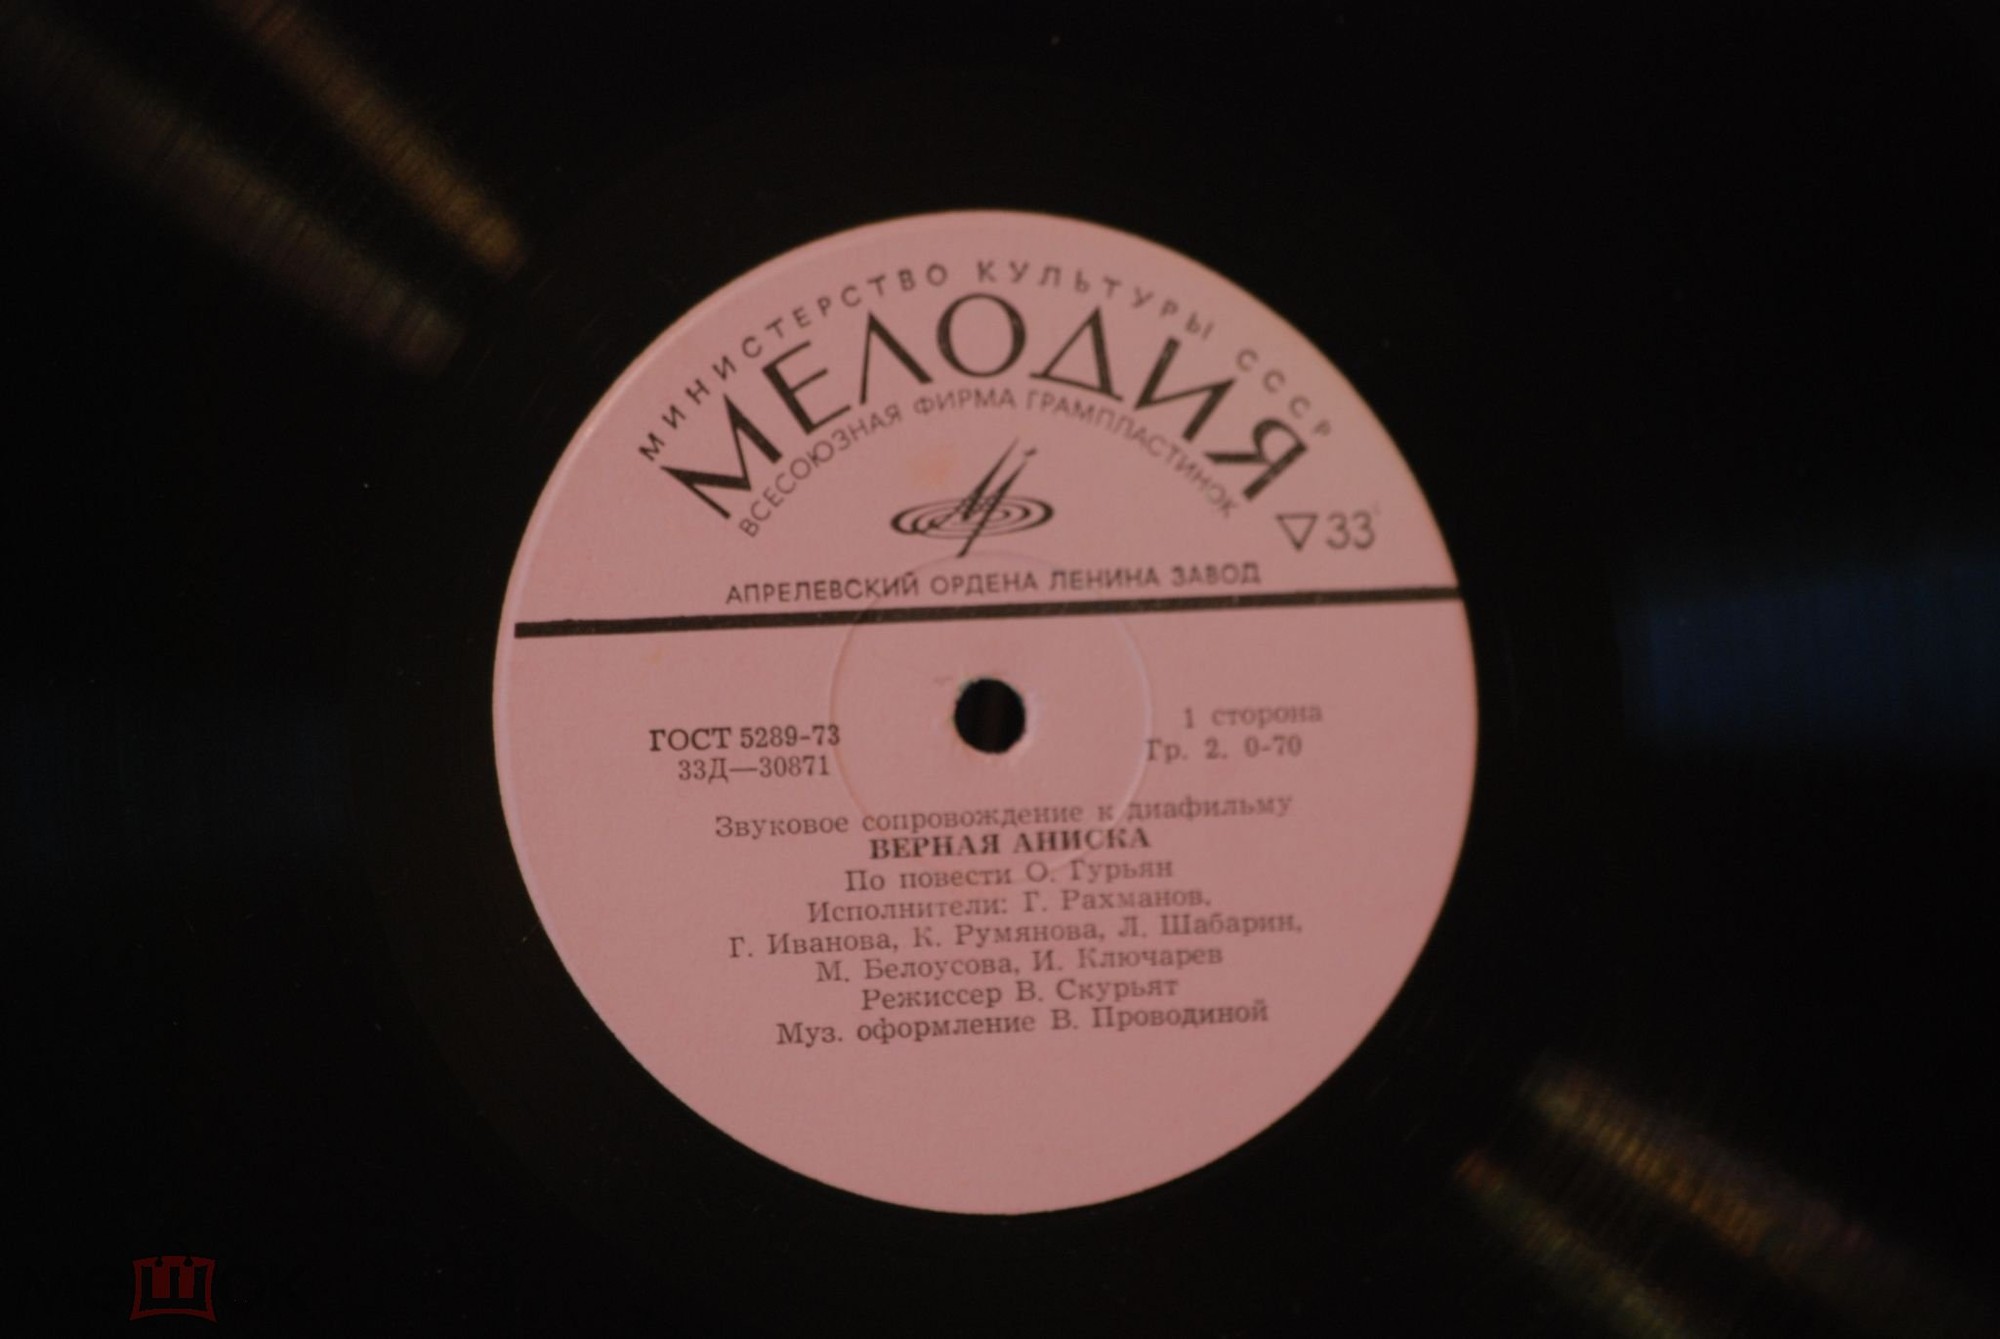 МИНИСТЕРСТВО КУЛЬТУРЫ СССР
МЕЛОДИЯ
ВСЕСОЮЗНАЯ ФИРМА ГРАМПЛАСТИНОК
▽33
АПРЕЛЕВСКИЙ ОРДЕНА ЛЕНИНА ЗАВОД
ГОСТ 5289-73
33Д—30871
1 сторона
Гр. 2. 0-70
Звуковое сопровождение к диафильму
ВЕРНАЯ АНИСКА
По повести О. Гурьян
Исполнители: Г. Рахманов,
Г. Иванова, К. Румянова, Л. Шабарин,
М. Белоусова, И. Ключарев
Режиссер В. Скурьят
Муз. оформление В. Проводиной